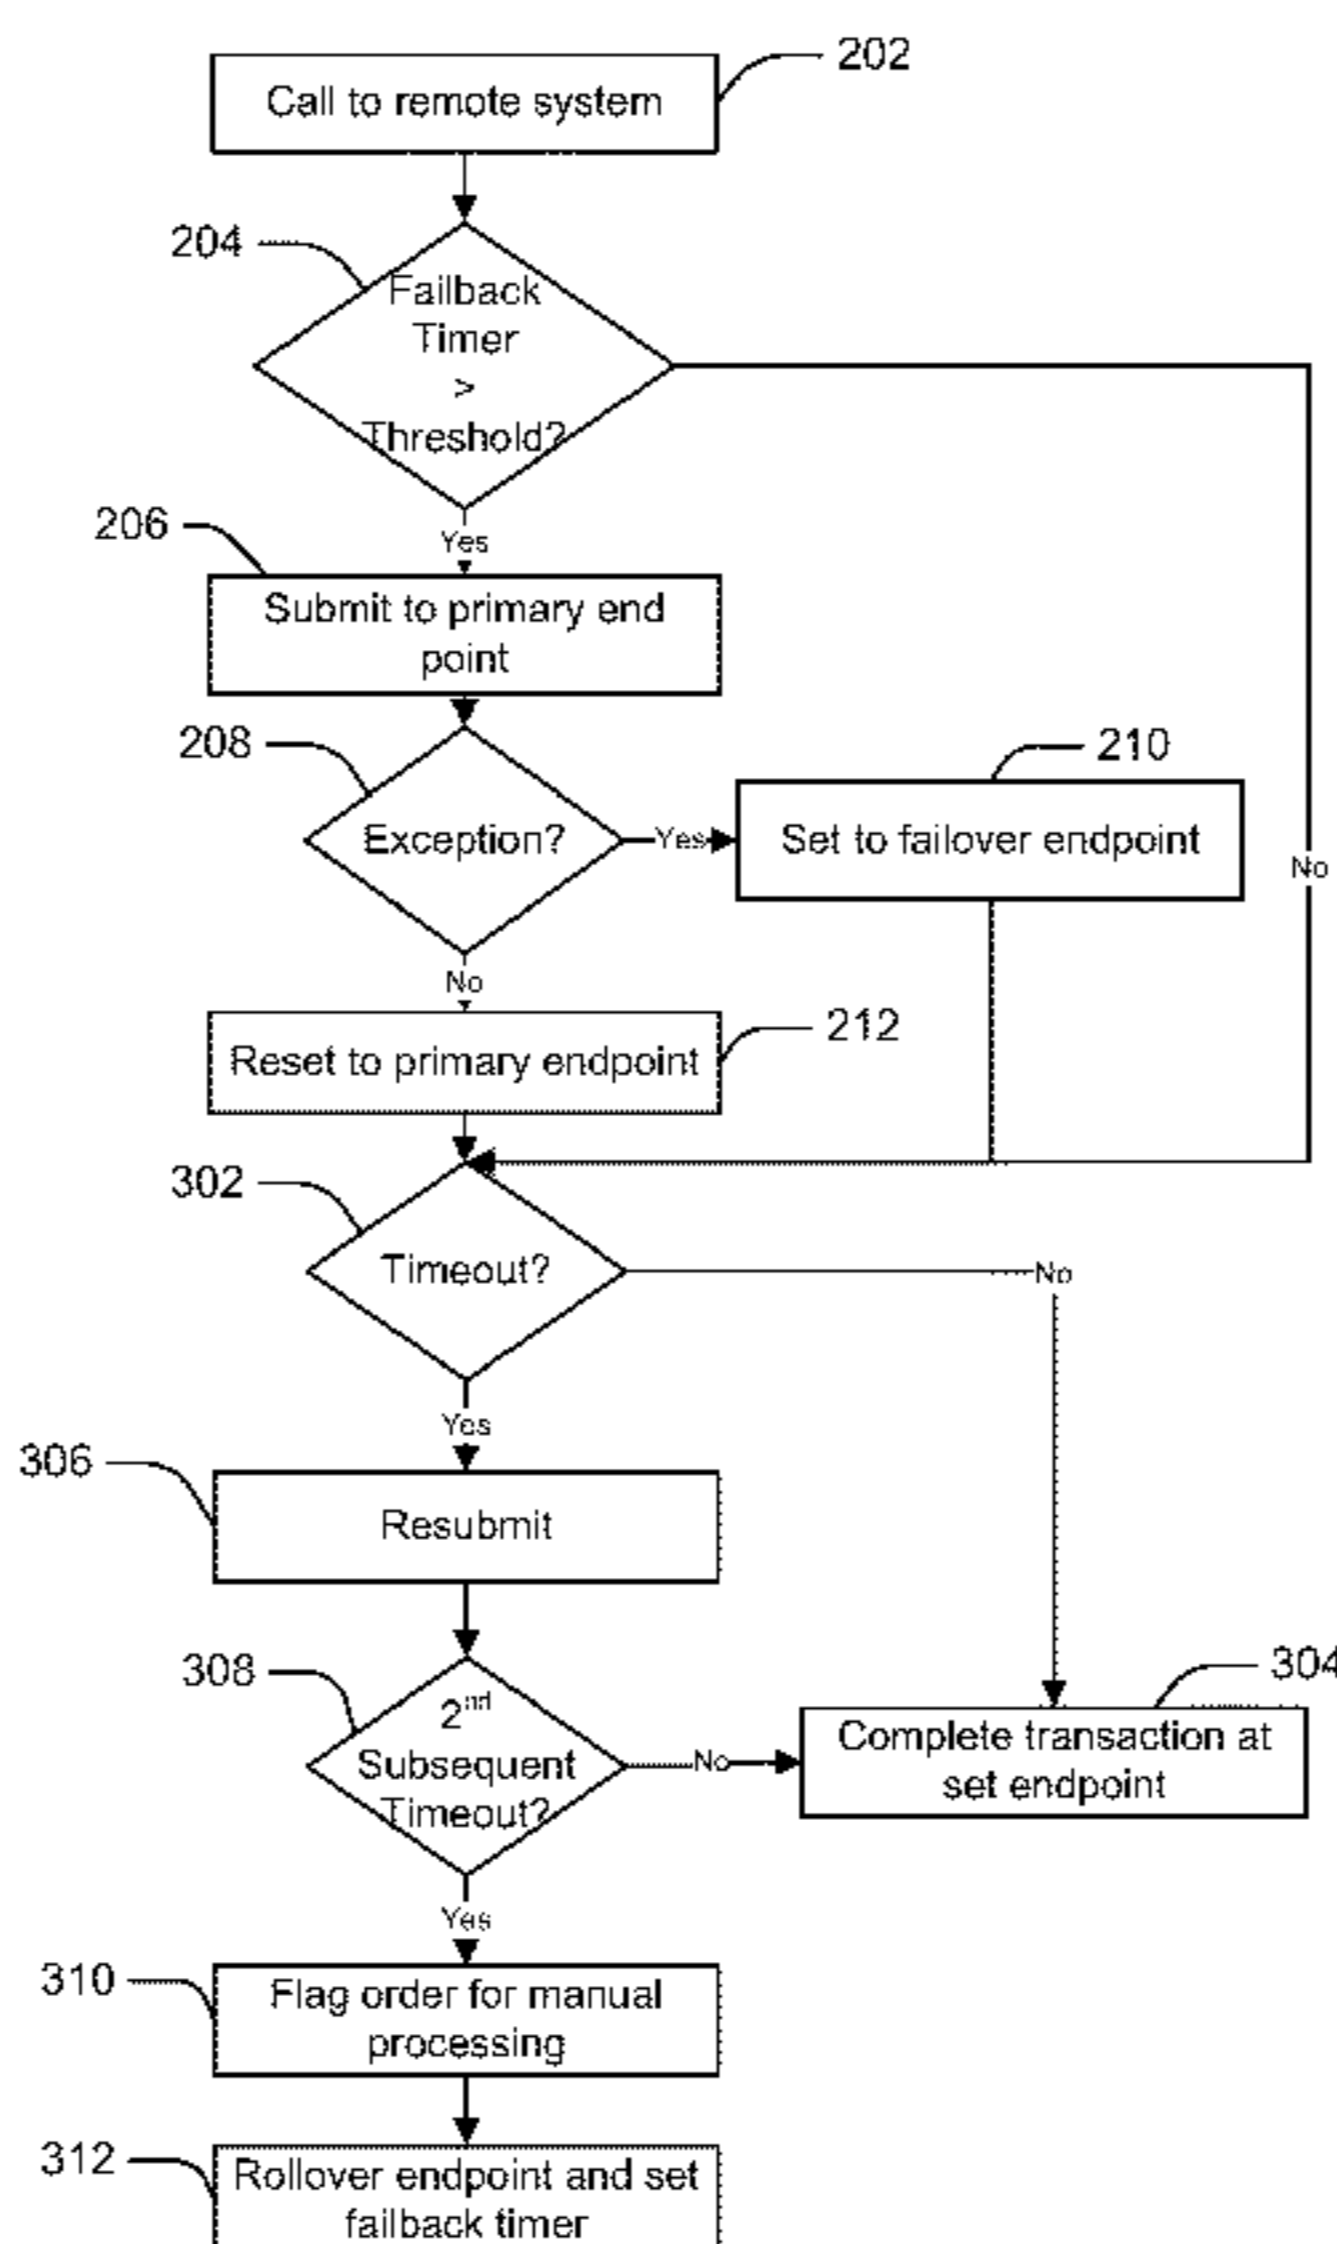 202
Call to remote system
204
Failback
Timer
>
Threshold?
Yes
206
Submit to primary end
point
208
210
Exception?
Yes
Set to failover endpoint
No
No
212
Reset to primary endpoint
302
Timeout?
No
Yes
306
Resubmit
308
304
2nd
Subsequent
Timeout?
No
Complete transaction at
set endpoint
Yes
310
Flag order for manual
processing
312
Rollover endpoint and set
failback timer